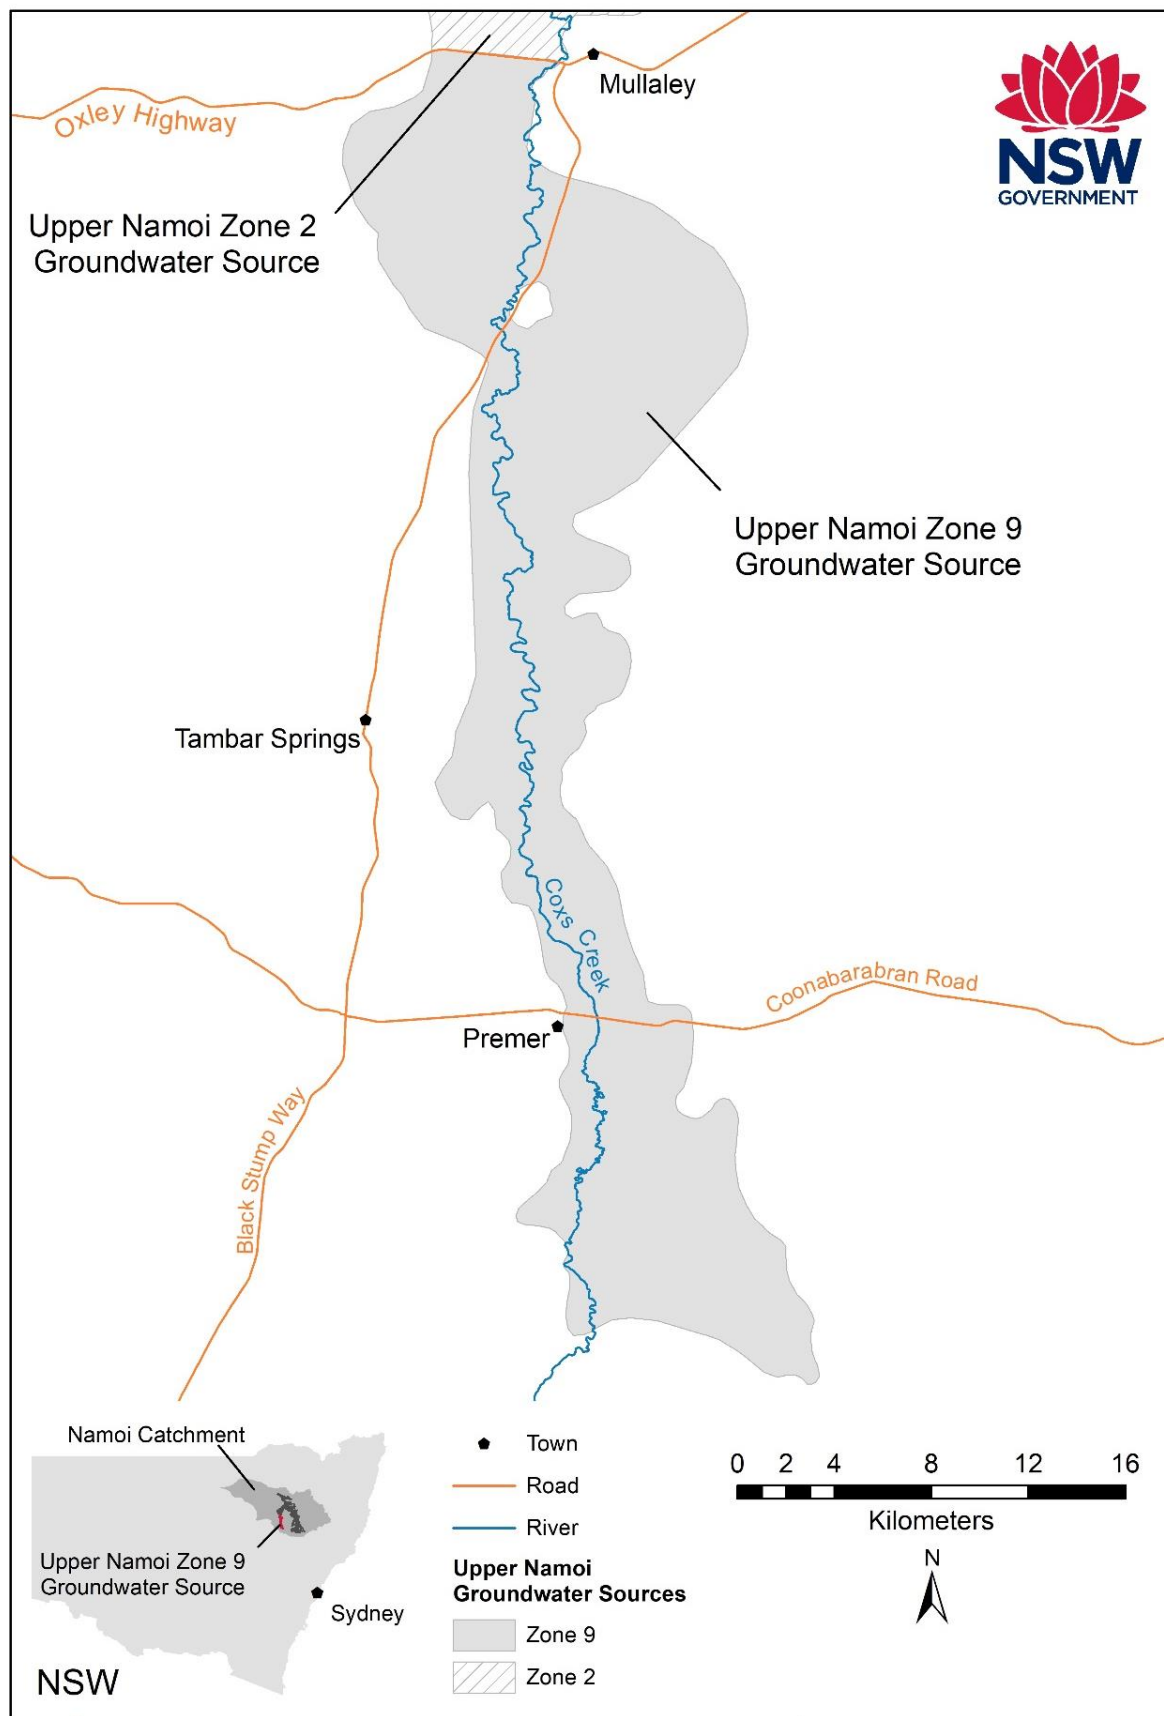 Mullaley
Oxley Highway
NSW
GOVERNMENT
Upper Namoi Zone 2
Groundwater Source
Upper Namoi Zone 9
Groundwater Source
Tambar Springs
Coxs Creek
Coonabarabran Road
Premer
Black Stump Way
Namoi Catchment
Upper Namoi Zone 9
Groundwater Source
Sydney
NSW
Town
Road
River
Upper Namoi
Groundwater Sources
Zone 9
Zone 2
0 2 4 8 12 16
Kilometers
N